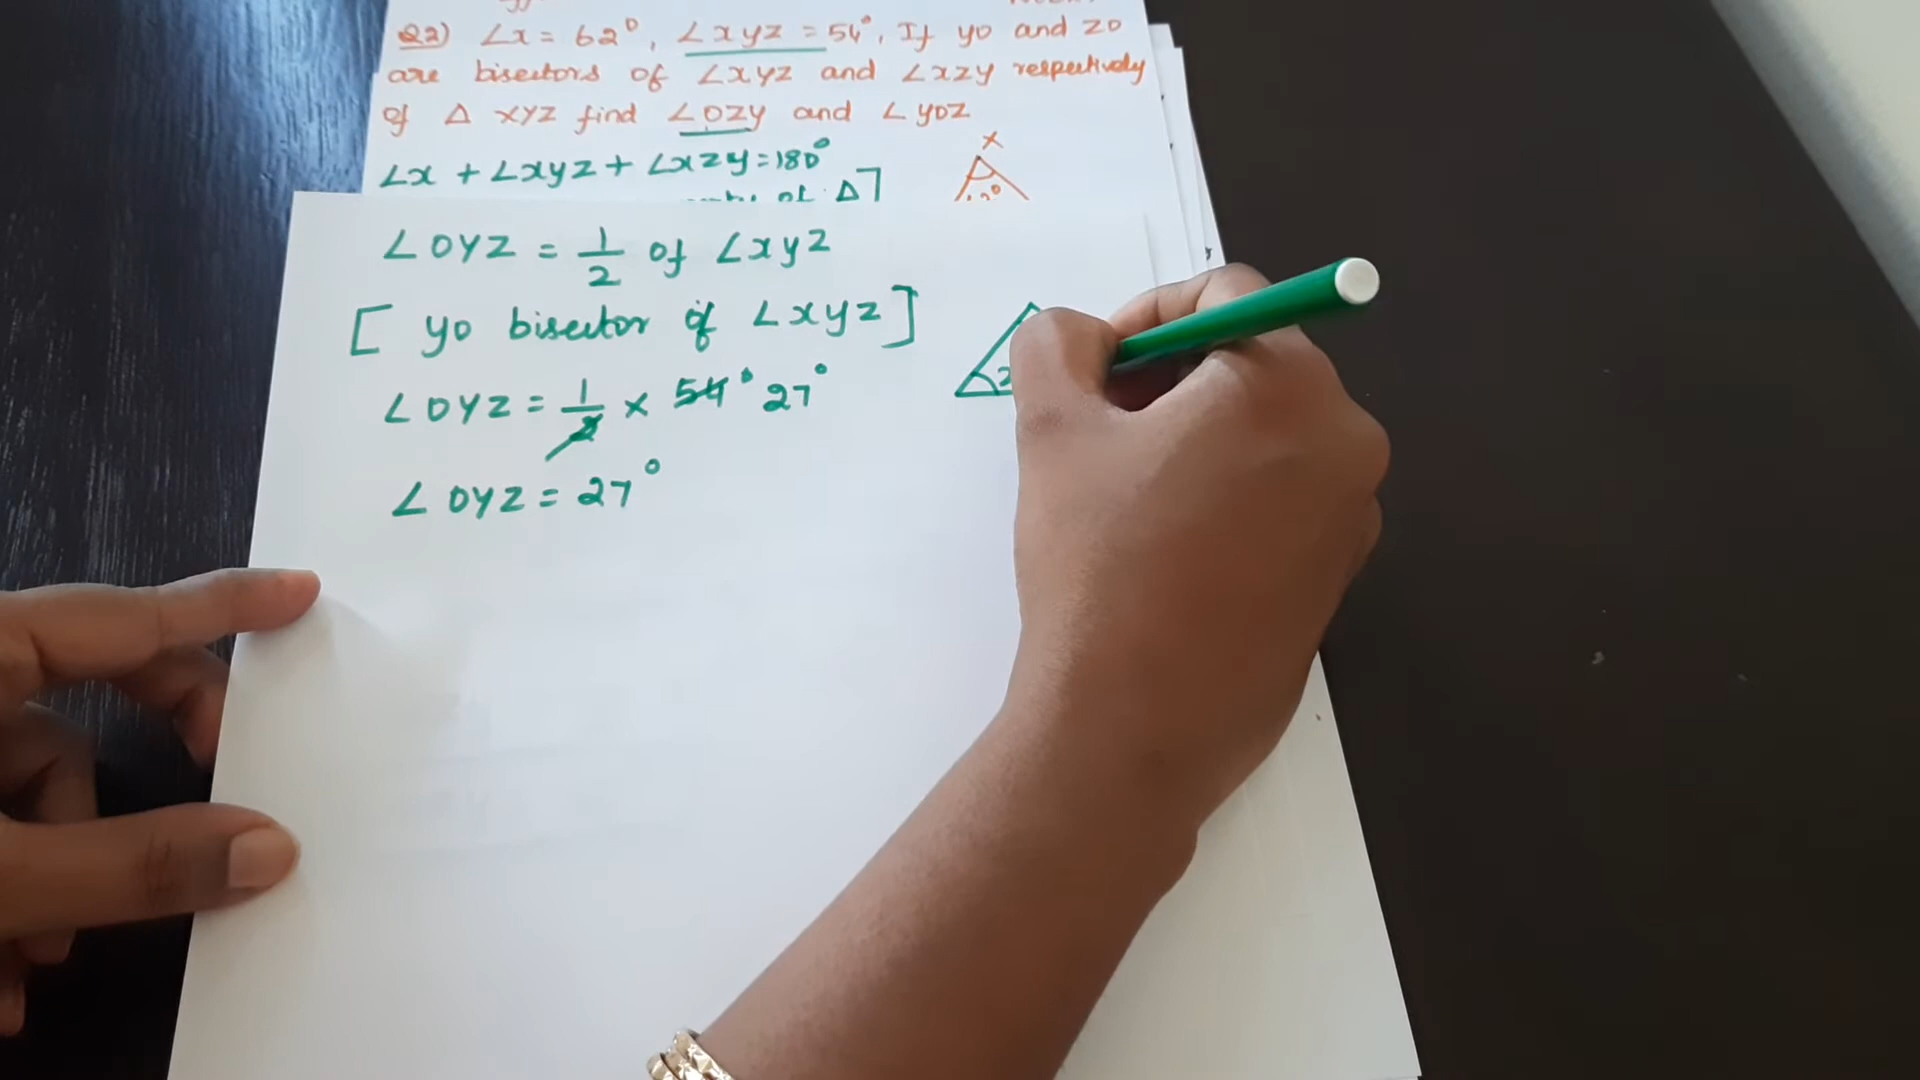 Q2) ∠x = 62°, ∠xyz = 54°, If yo and zo
are bisectors of ∠xyz and ∠xzy respectively
of Δ XYZ find ∠OZY and ∠YOZ
∠x + ∠xyz + ∠xzy = 180°
of Δ]
X
∠OYZ = 1/2 of ∠xyz
[ yo bisector of ∠xyz ]
∠OYZ = 1/2 × 54° 27°
∠OYZ = 27°